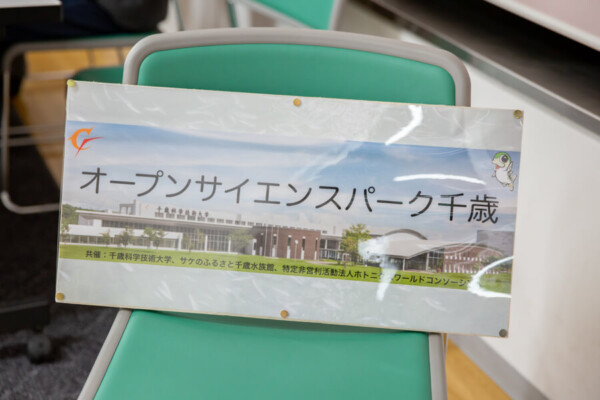 オープンサイエンスパーク千歳
共催：千歳科学技術大学、サケのふるさと千歳水族館、特定非営利活動法人ホトニクスワールドコンソーシ